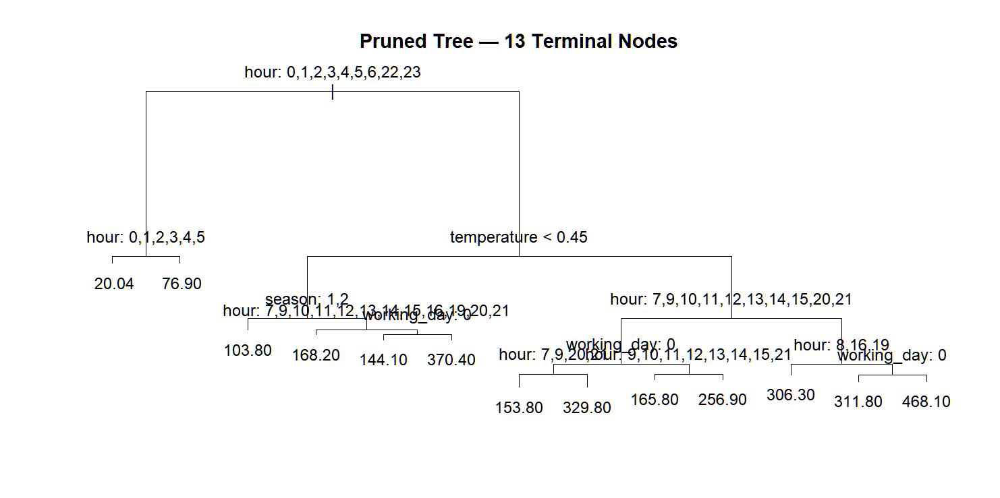 Pruned Tree — 13 Terminal Nodes
hour: 0,1,2,3,4,5,6,22,23
hour: 0,1,2,3,4,5
temperature < 0.45
20.04
76.90
season: 1,2
hour: 7,9,10,11,12,13,14,15,20,21
hour: 7,9,10,11,12,13,14,15,16,19,20,21
working_day: 0
103.80
168.20
144.10
370.40
working_day: 0
hour: 8,16,19
hour: 7,9,20,21
hour: 9,10,11,12,13,14,15,21
working_day: 0
153.80
329.80
165.80
256.90
306.30
311.80
468.10